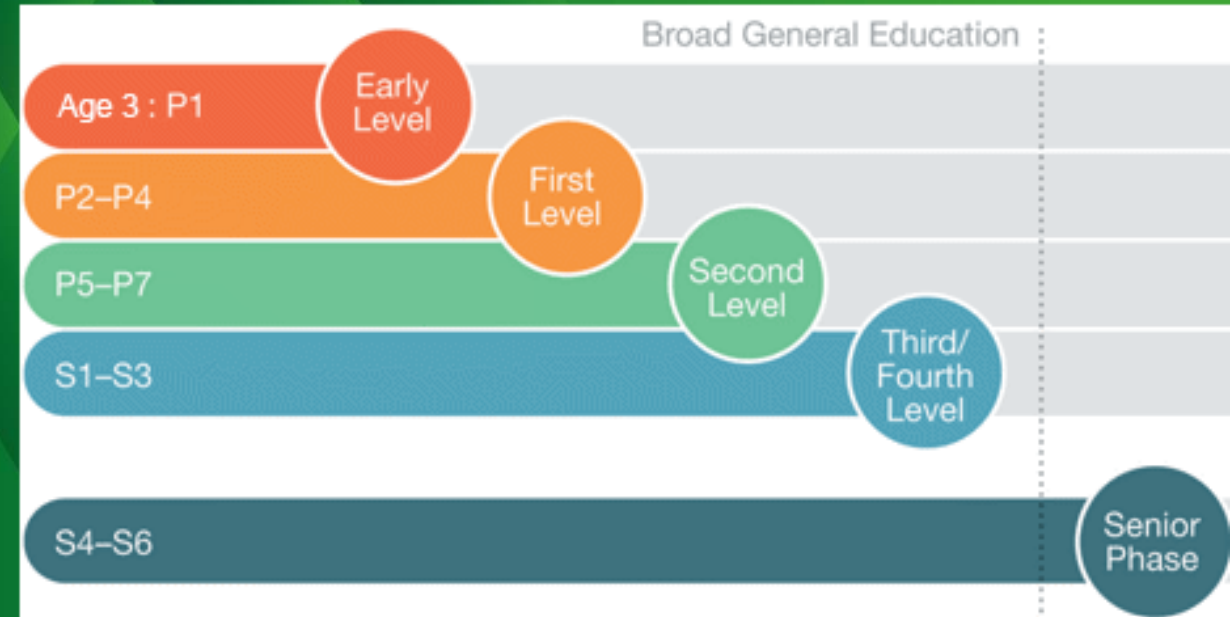 Broad General Education
Age 3 : P1
Early
Level
P2–P4
First
Level
P5–P7
Second
Level
S1–S3
Third/
Fourth
Level
S4–S6
Senior
Phase